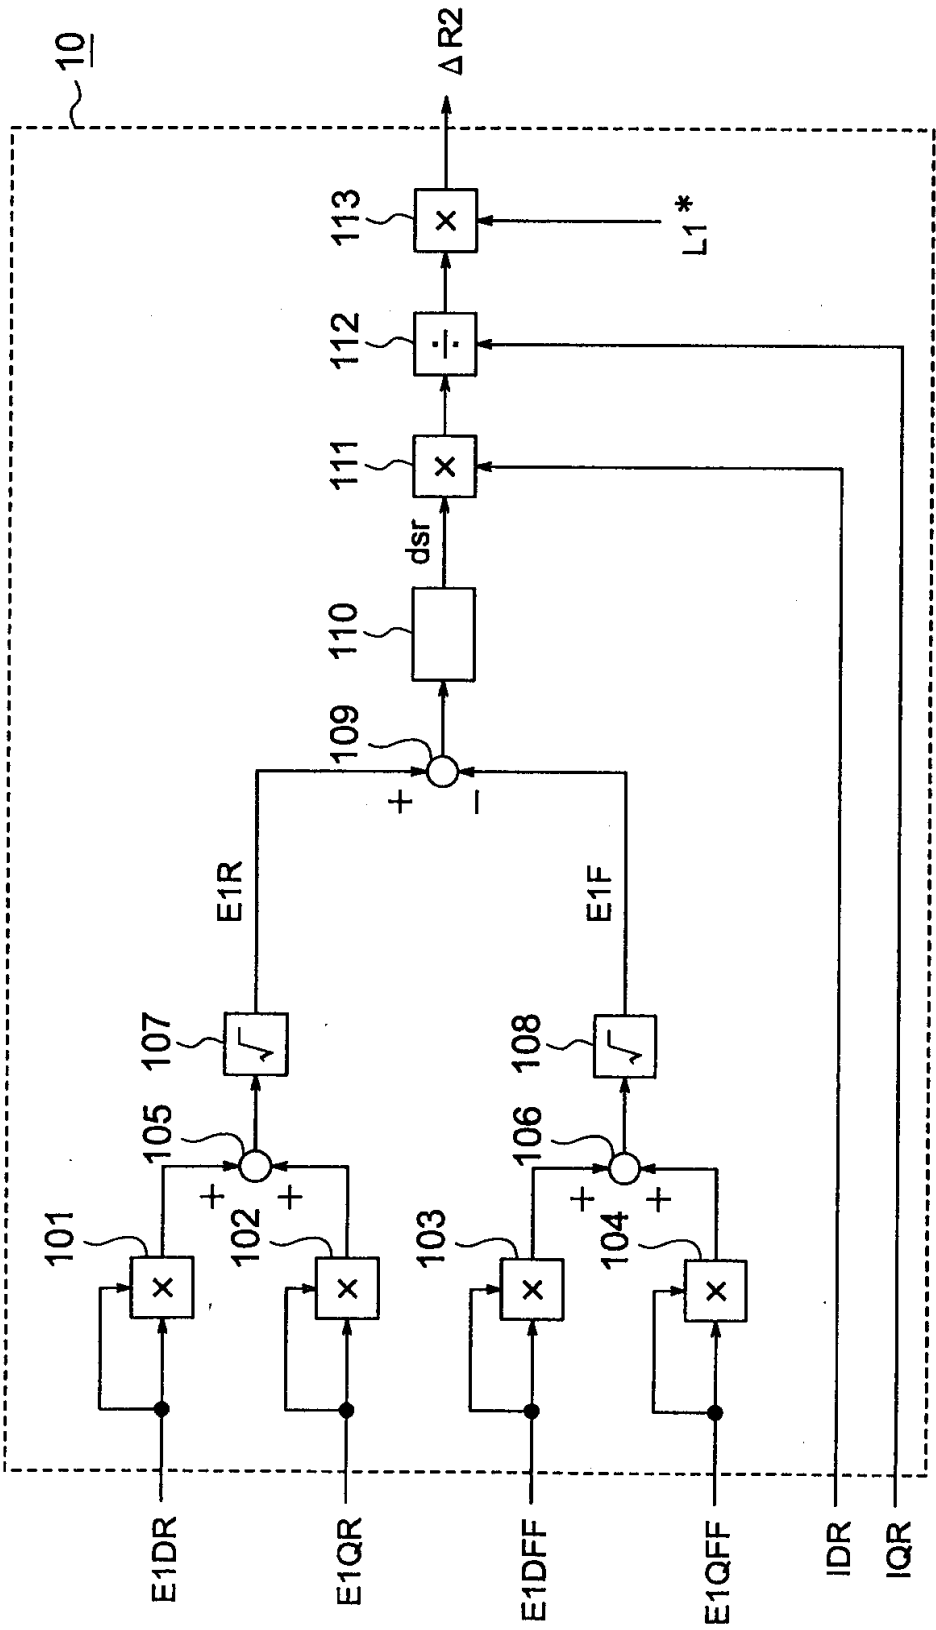 10
E1DR
E1QR
E1DFF
E1QFF
IDR
IQR
101
×
102
×
103
×
104
×
105
+
+
106
+
+
107
√
108
√
E1R
E1F
109
+
−
110
dsr
111
×
112
÷
113
×
L1*
ΔR2